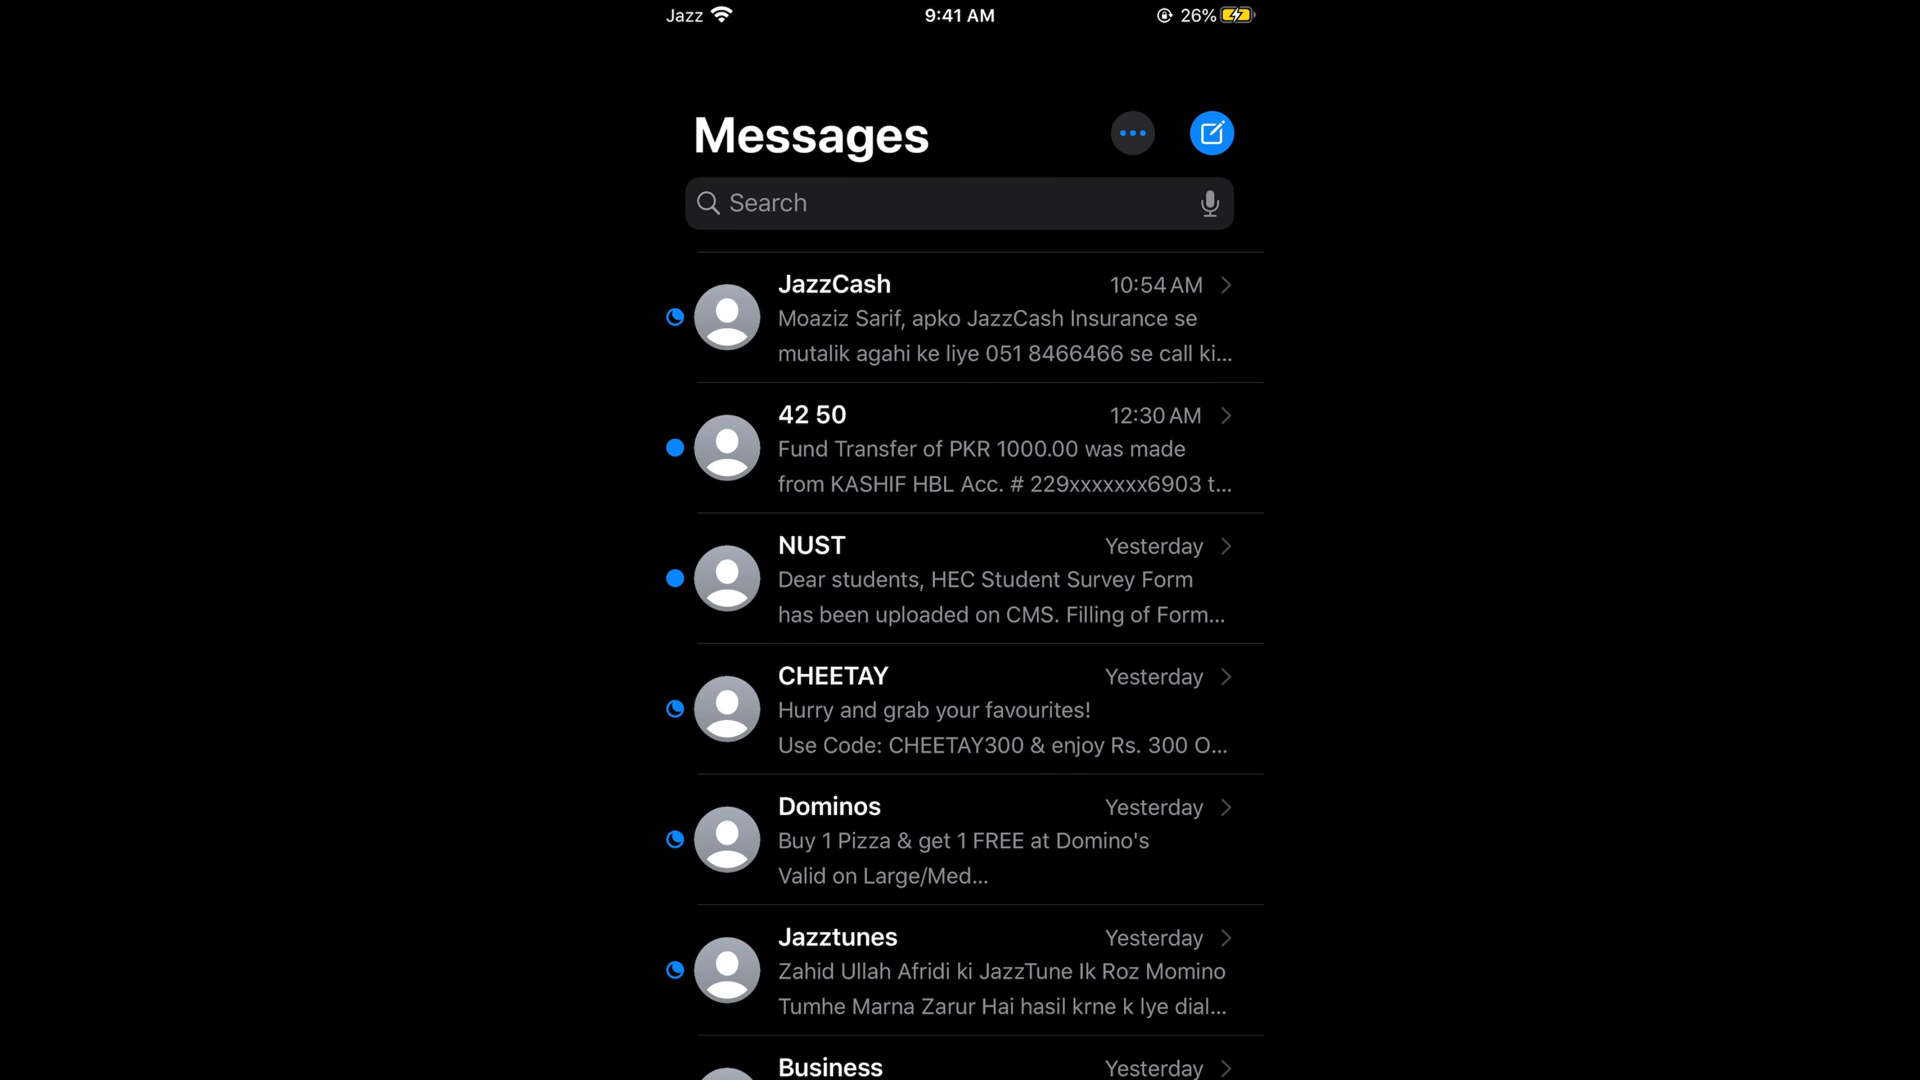 Jazz 9:41 AM 26%
Messages
Search
JazzCash 10:54 AM
Moaziz Sarif, apko JazzCash Insurance se
mutalik agahi ke liye 051 8466466 se call ki...
42 50 12:30 AM
Fund Transfer of PKR 1000.00 was made
from KASHIF HBL Acc. # 229xxxxxxx6903 t...
NUST Yesterday
Dear students, HEC Student Survey Form
has been uploaded on CMS. Filling of Form...
CHEETAY Yesterday
Hurry and grab your favourites!
Use Code: CHEETAY300 & enjoy Rs. 300 O...
Dominos Yesterday
Buy 1 Pizza & get 1 FREE at Domino's
Valid on Large/Med...
Jazztunes Yesterday
Zahid Ullah Afridi ki JazzTune Ik Roz Momino
Tumhe Marna Zarur Hai hasil krne k lye dial...
Business Yesterday